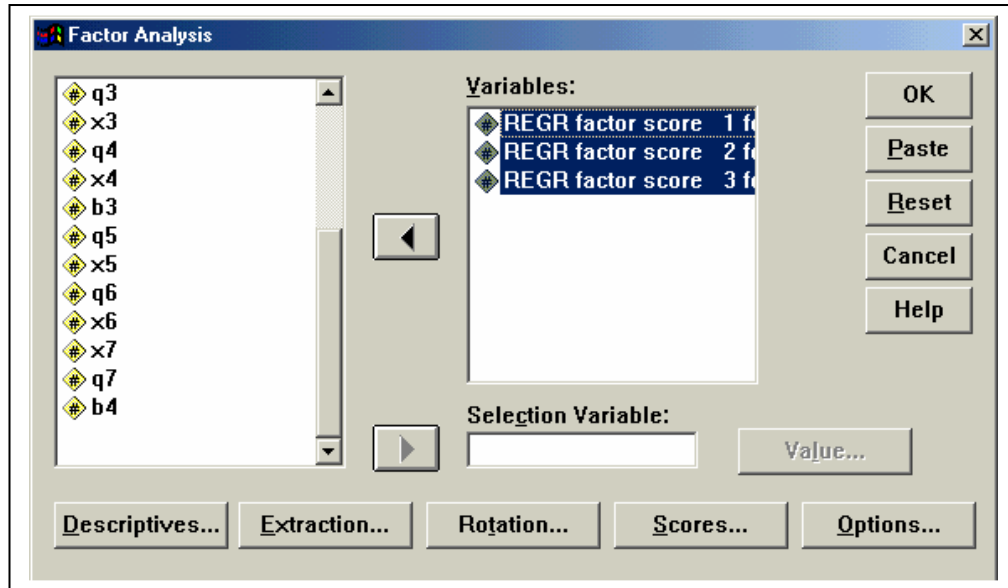 Factor Analysis
q3
x3
q4
x4
b3
q5
x5
q6
x6
x7
q7
b4
Variables:
REGR factor score 1 f
REGR factor score 2 f
REGR factor score 3 f
Selection Variable:
Value...
OK
Paste
Reset
Cancel
Help
Descriptives... Extraction... Rotation... Scores... Options...